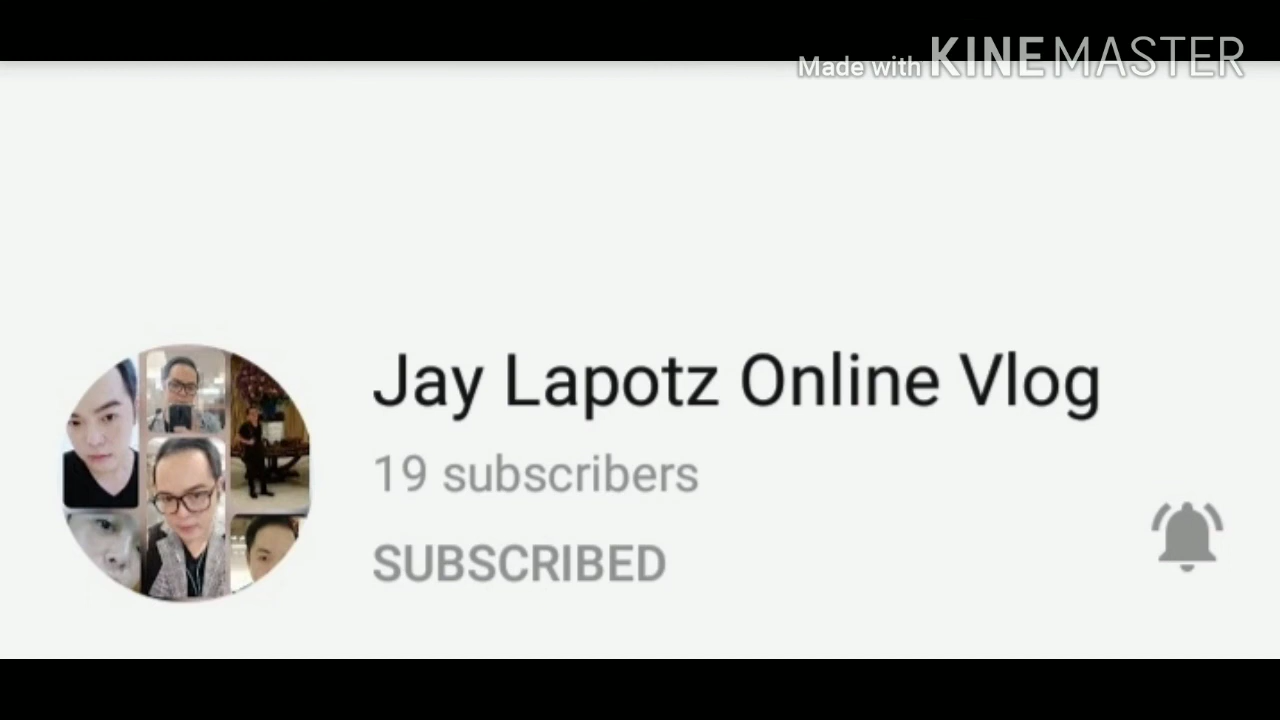 Made with KINEMASTER
Jay Lapotz Online Vlog
19 subscribers
SUBSCRIBED